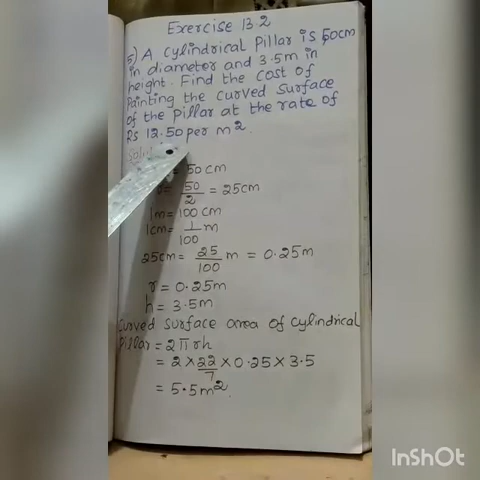 Exercise 13.2
5) A cylindrical pillar is 50cm
in diameter and 3.5m in
height. Find the cost of
Painting the curved surface
of the pillar at the rate of
Rs 12.50 per m²
= 50 cm
= 50/2 = 25cm
1m = 100 cm
1cm = 1/100 m
25cm = 25/100 m = 0.25m
r = 0.25m
h = 3.5m
Curved surface area of cylindrical
Pillar = 2πrh
= 2 × 22/7 × 0.25 × 3.5
= 5.5m².
InShOt